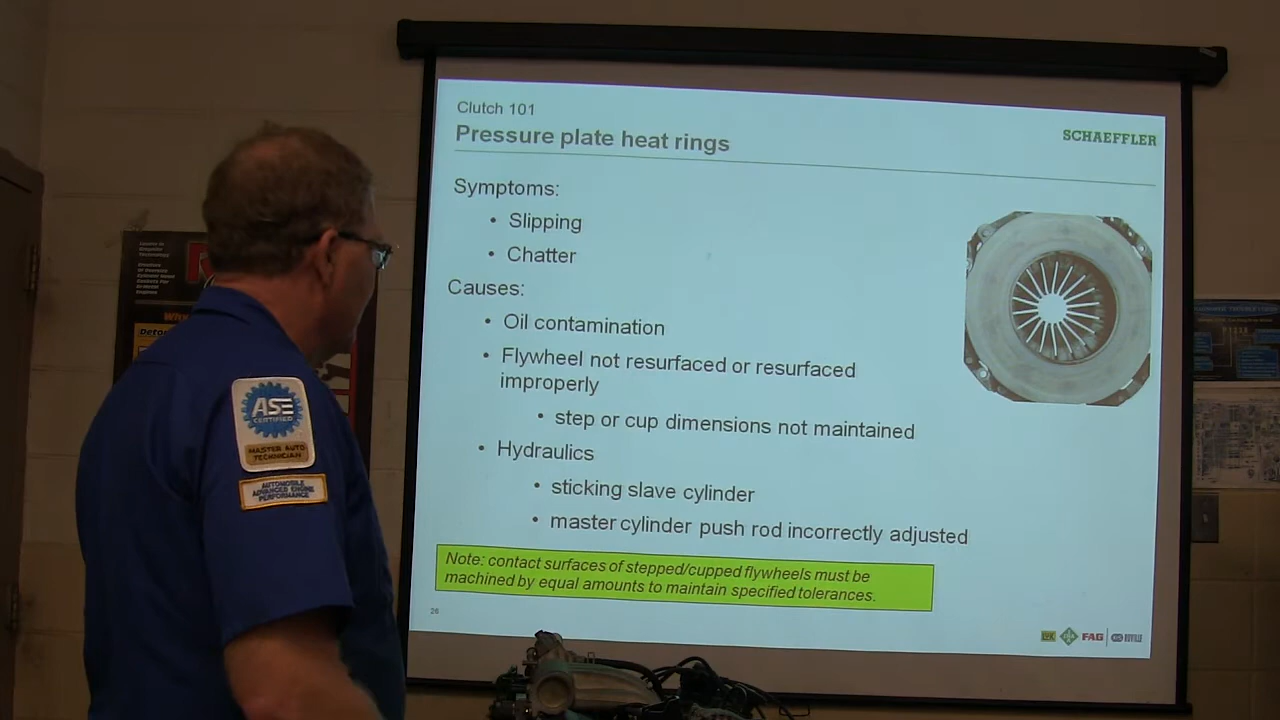 Clutch 101
Pressure plate heat rings
SCHAEFFLER
Symptoms:
• Slipping
• Chatter
Causes:
• Oil contamination
• Flywheel not resurfaced or resurfaced
improperly
• step or cup dimensions not maintained
• Hydraulics
• sticking slave cylinder
• master cylinder push rod incorrectly adjusted
Note: contact surfaces of stepped/cupped flywheels must be
machined by equal amounts to maintain specified tolerances.
26
FAG
ASE
CERTIFIED
MASTER AUTO
TECHNICIAN
AUTOMOBILE
ADVANCED ENGINE
PERFORMANCE